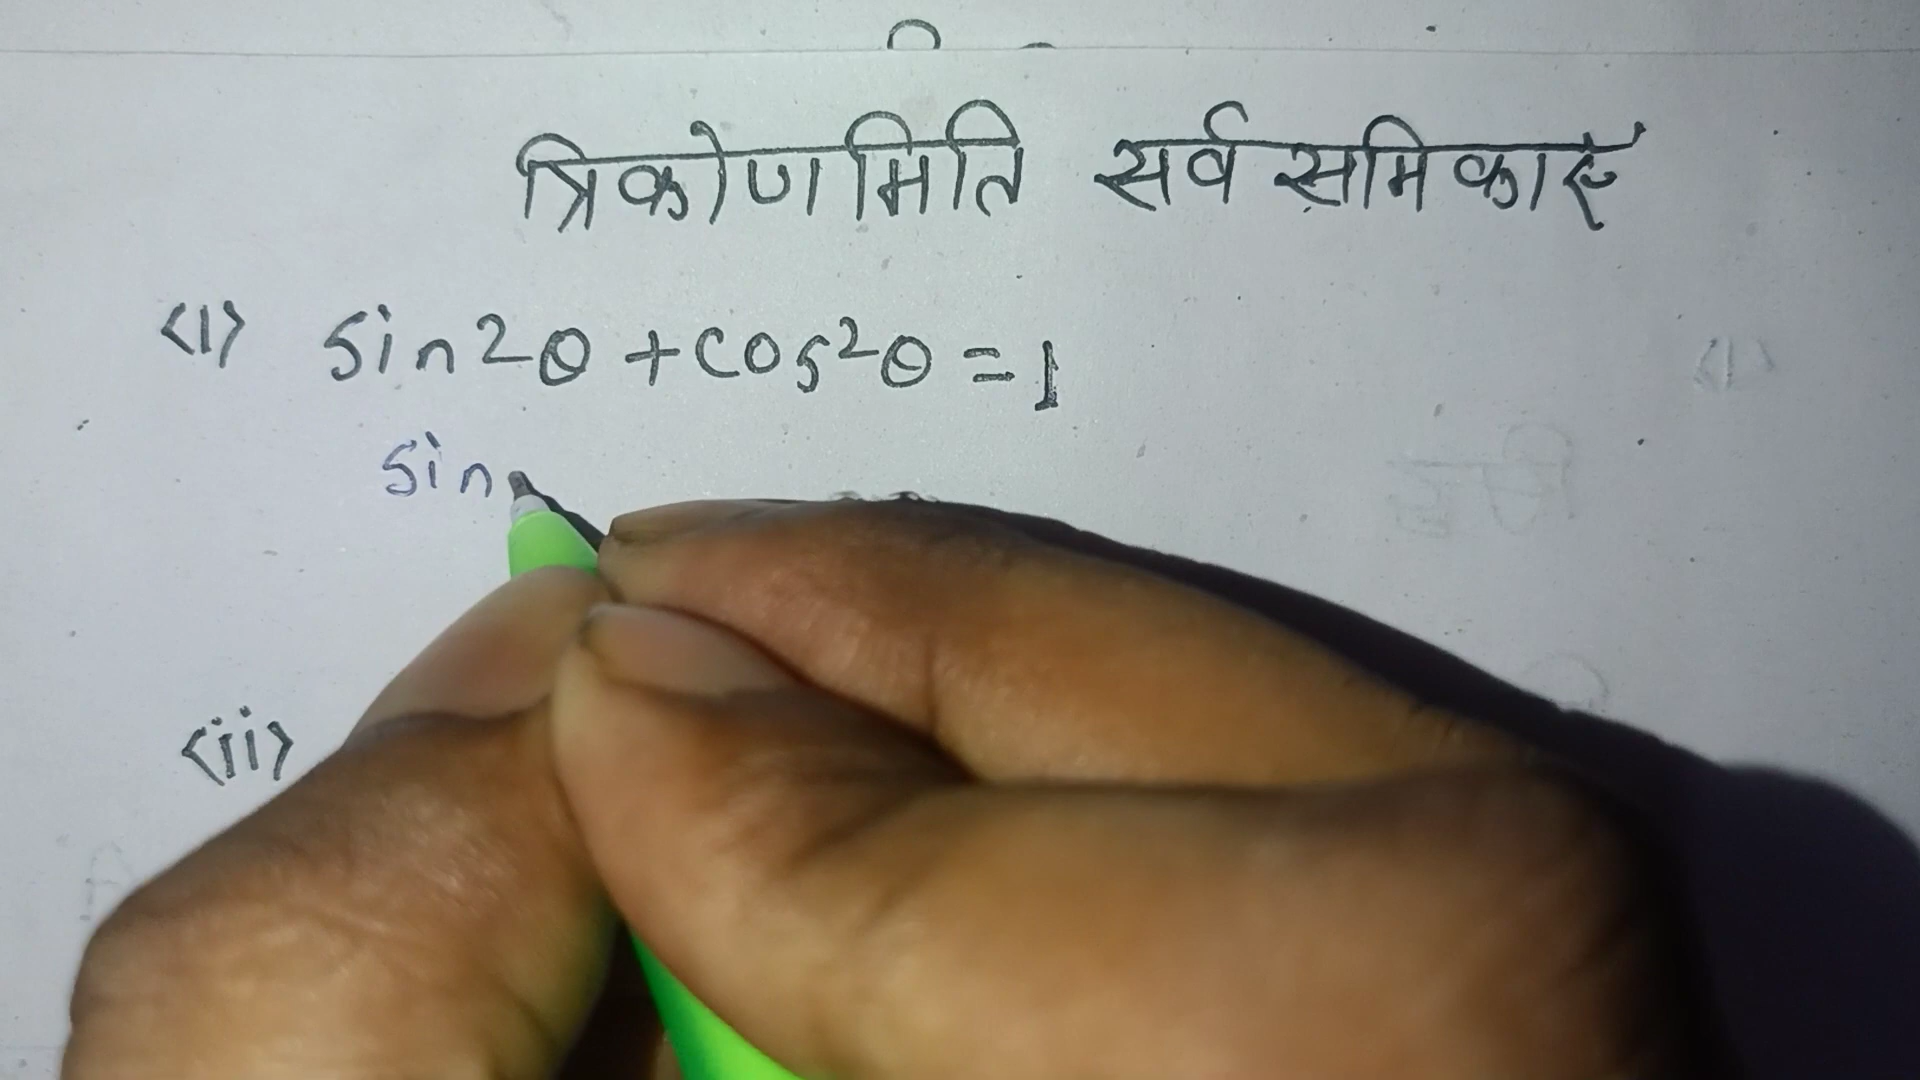 त्रिकोणमिति सर्वसमिकाएँ
<i> sin2θ + cos²θ = 1
sin
<ii>